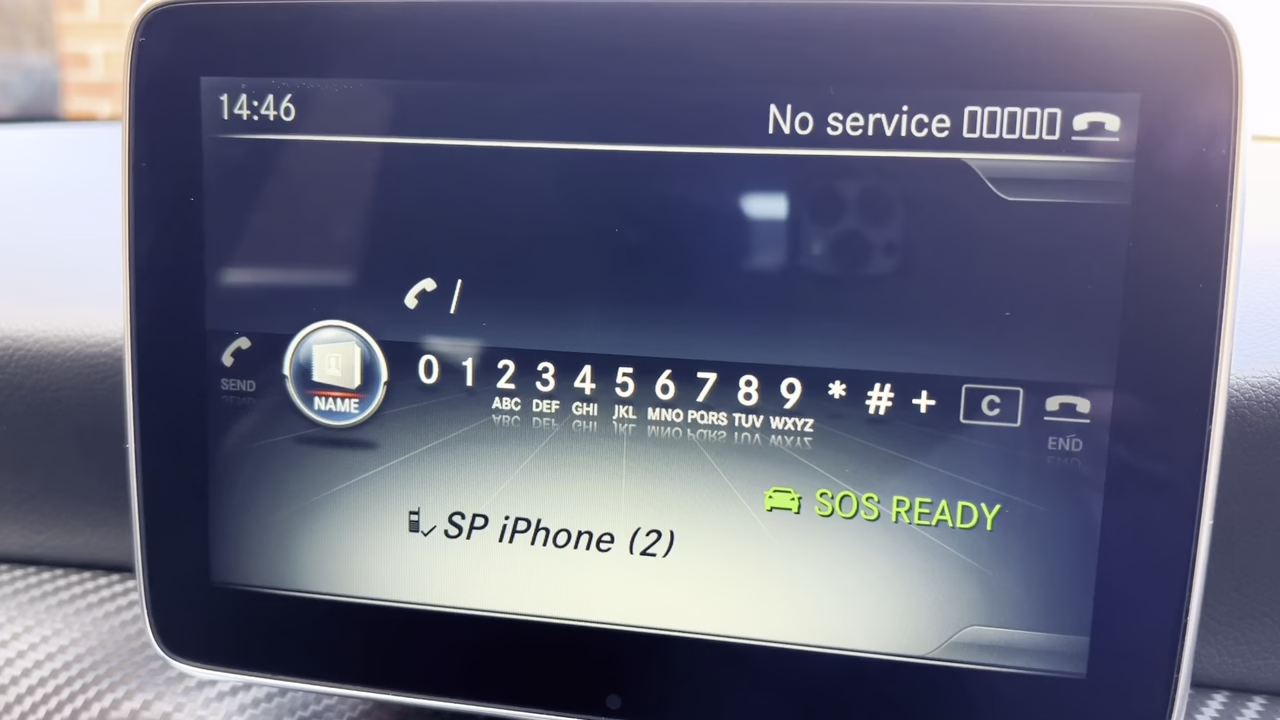 14:46
No service
SEND
NAME
0 1 2 3 4 5 6 7 8 9 * # + C
ABC DEF GHI JKL MNO PQRS TUV WXYZ
END
SOS READY
SP iPhone (2)